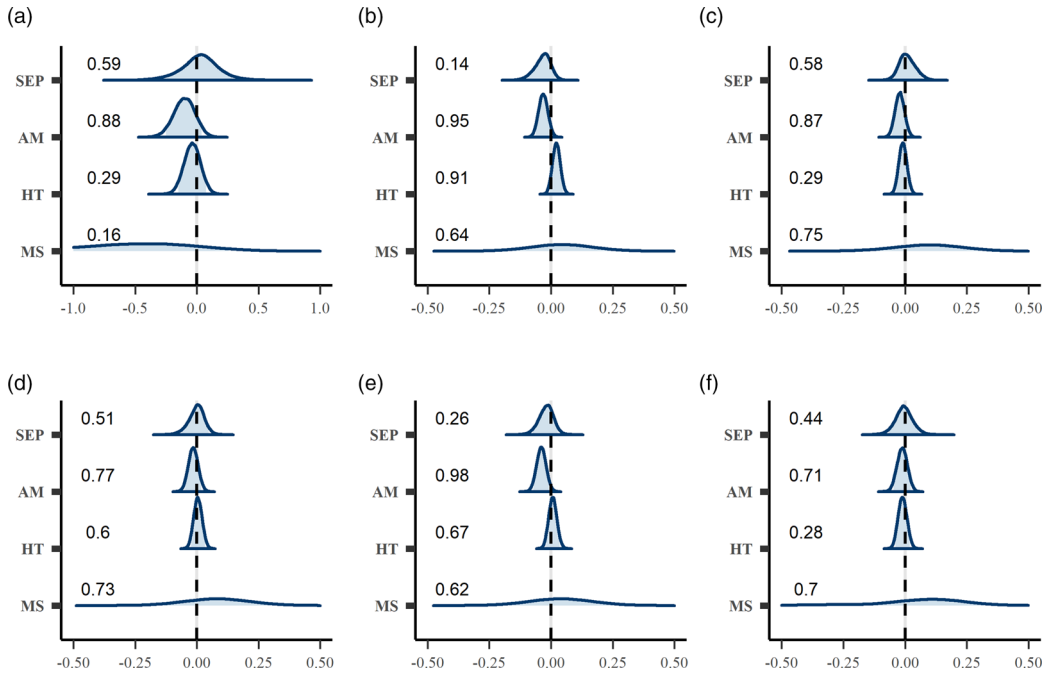 (a) (b) (c)
0.59 0.14 0.58
SEP SEP SEP
0.88 0.95 0.87
AM AM AM
0.29 0.91 0.29
HT HT HT
0.16 0.64 0.75
MS MS MS
-1.0 -0.5 0.0 0.5 1.0 -0.50 -0.25 0.00 0.25 0.50 -0.50 -0.25 0.00 0.25 0.50
(d) (e) (f)
0.51 0.26 0.44
SEP SEP SEP
0.77 0.98 0.71
AM AM AM
0.6 0.67 0.28
HT HT HT
0.73 0.62 0.7
MS MS MS
-0.50 -0.25 0.00 0.25 0.50 -0.50 -0.25 0.00 0.25 0.50 -0.50 -0.25 0.00 0.25 0.50